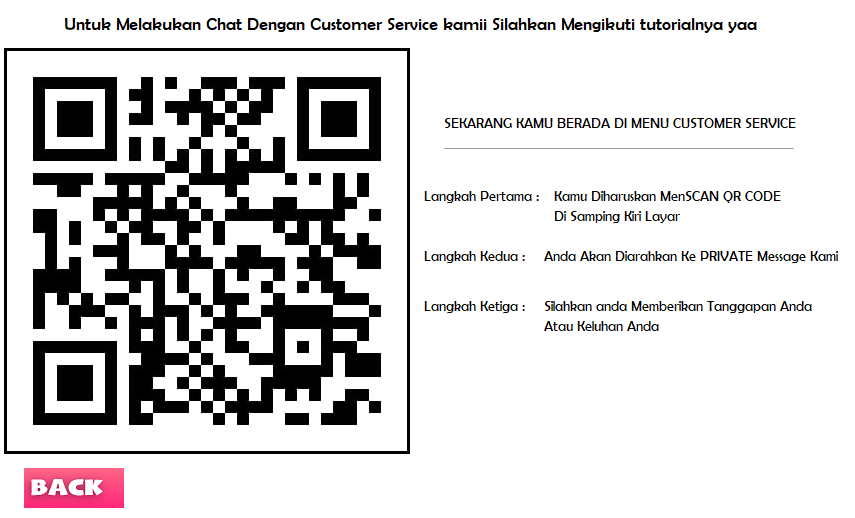 Untuk Melakukan Chat Dengan Customer Service kamii Silahkan Mengikuti tutorialnya yaa
SEKARANG KAMU BERADA DI MENU CUSTOMER SERVICE
Langkah Pertama : Kamu Diharuskan MenSCAN QR CODE
Di Samping Kiri Layar
Langkah Kedua : Anda Akan Diarahkan Ke PRIVATE Message Kami
Langkah Ketiga : Silahkan anda Memberikan Tanggapan Anda
Atau Keluhan Anda
BACK